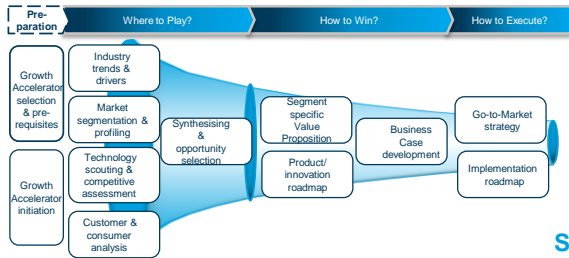 Pre-
paration
Where to Play?
How to Win?
How to Execute?
Growth
Accelerator
selection
& pre-
requisites
Growth
Accelerator
initiation
Industry
trends &
drivers
Market
segmentation &
profiling
Technology
scouting &
competitive
assessment
Customer &
consumer
analysis
Synthesising
&
opportunity
selection
Segment
specific
Value
Proposition
Product/
innovation
roadmap
Business
Case
development
Go-to-Market
strategy
Implementation
roadmap
S